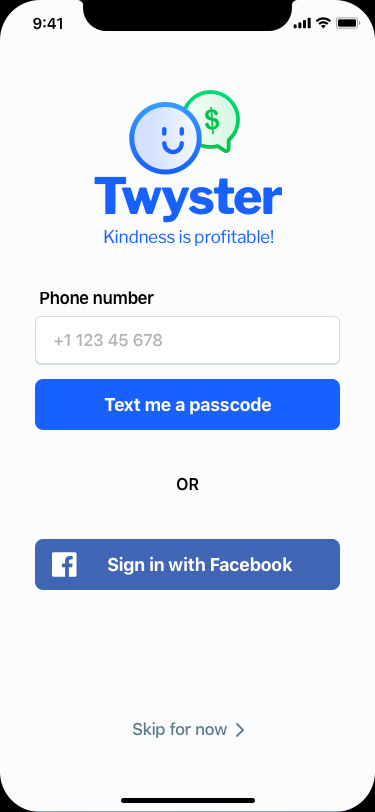 9:41
$
Twyster
Kindness is profitable!
Phone number
+1 123 45 678
Text me a passcode
OR
Sign in with Facebook
Skip for now